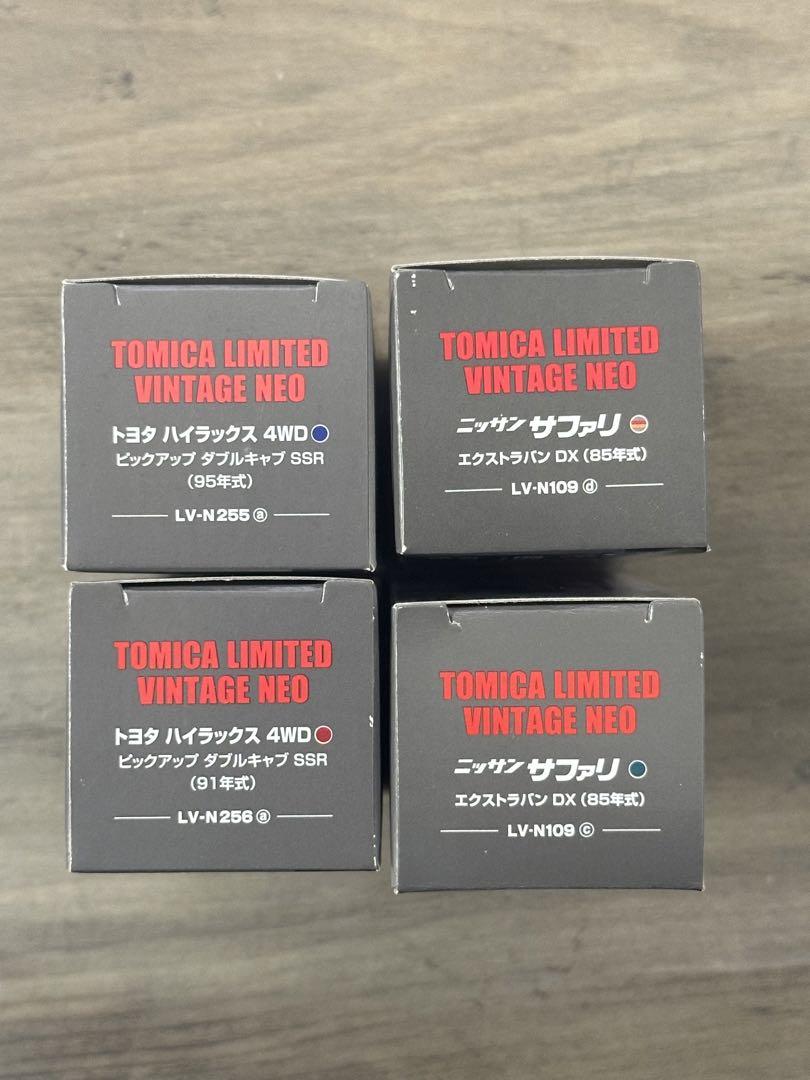 TOMICA LIMITED
VINTAGE NEO
トヨタ ハイラックス 4WD
ピックアップ ダブルキャブ SSR
(95年式)
LV-N255 ⓐ
TOMICA LIMITED
VINTAGE NEO
ニッサン サファリ
エクストラバン DX (85年式)
LV-N109 ⓓ
TOMICA LIMITED
VINTAGE NEO
トヨタ ハイラックス 4WD
ピックアップ ダブルキャブ SSR
(91年式)
LV-N256 ⓐ
TOMICA LIMITED
VINTAGE NEO
ニッサン サファリ
エクストラバン DX (85年式)
LV-N109 ⓒ